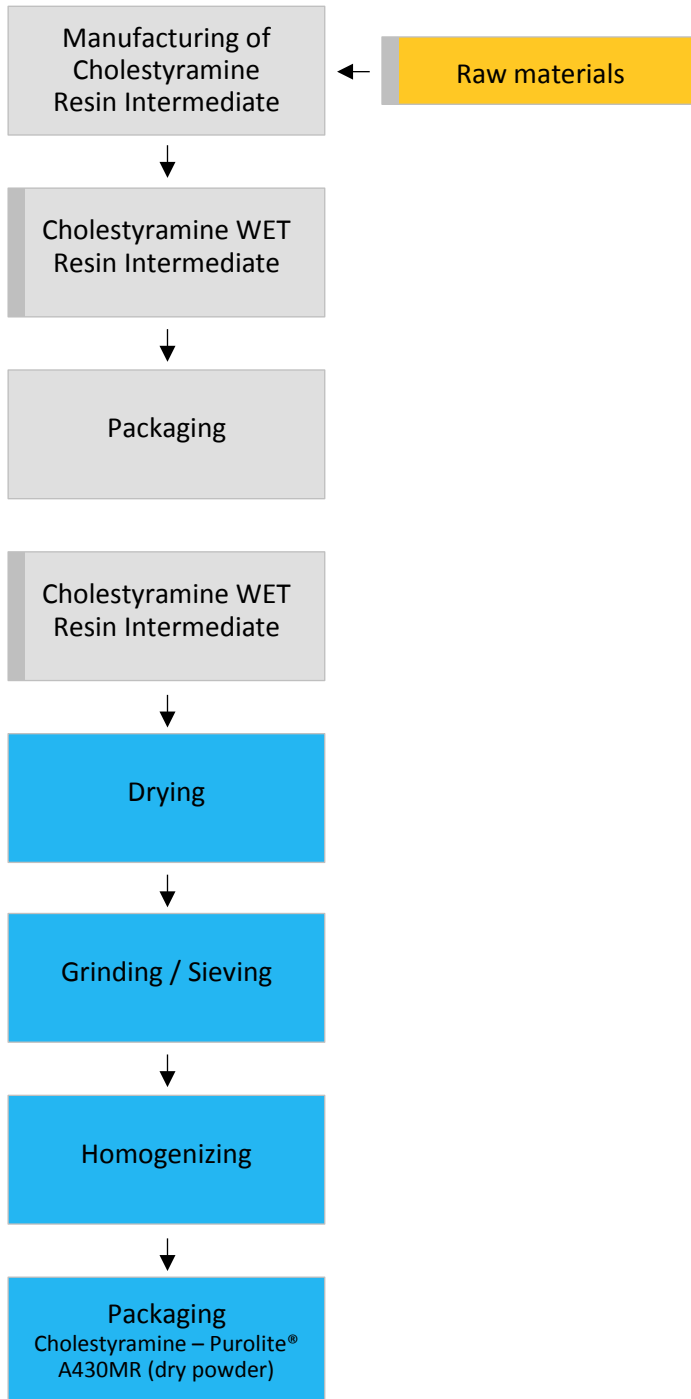 Manufacturing of
Cholestyramine
Resin Intermediate
Raw materials
Cholestyramine WET
Resin Intermediate
Packaging
Cholestyramine WET
Resin Intermediate
Drying
Grinding / Sieving
Homogenizing
Packaging
Cholestyramine – Purolite®
A430MR (dry powder)